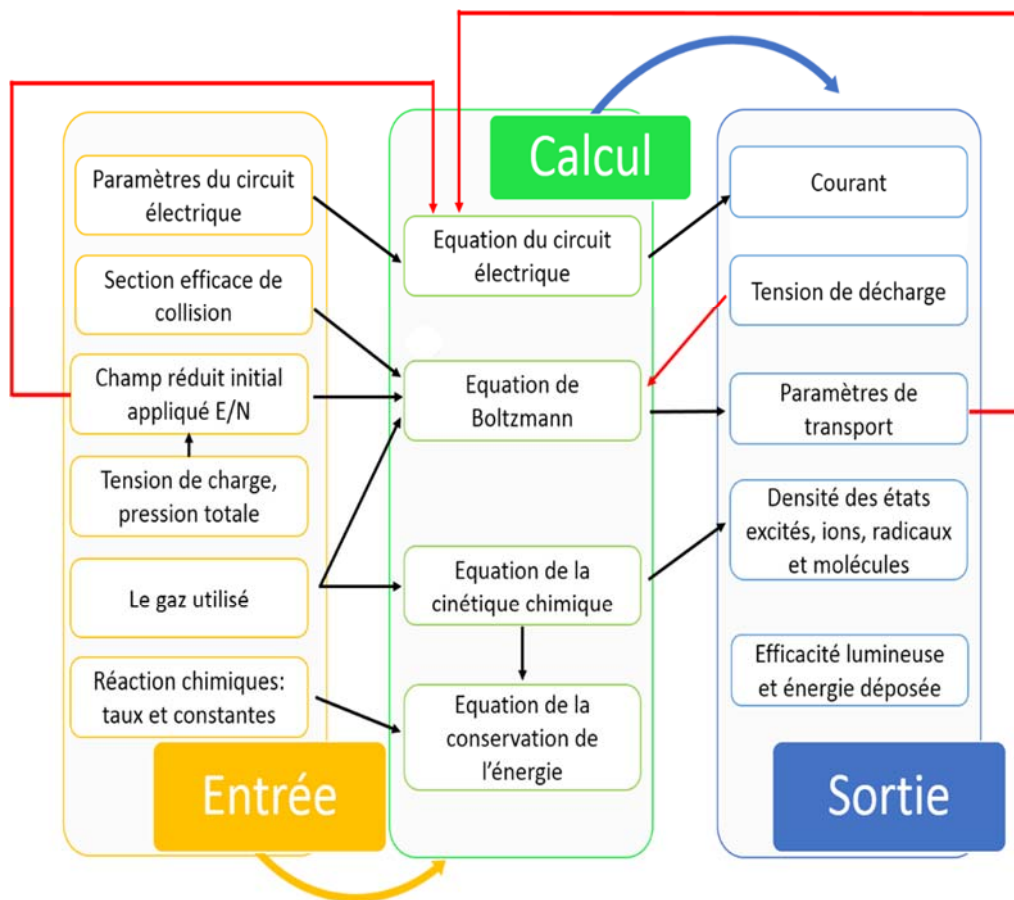 Paramètres du circuit
électrique
Section efficace de
collision
Champ réduit initial
appliqué E/N
Tension de charge,
pression totale
Le gaz utilisé
Réaction chimiques:
taux et constantes
Entrée
Calcul
Equation du circuit
électrique
Equation de
Boltzmann
Equation de la
cinétique chimique
Equation de la
conservation de
l’énergie
Courant
Tension de décharge
Paramètres de
transport
Densité des états
excités, ions, radicaux
et molécules
Efficacité lumineuse
et énergie déposée
Sortie